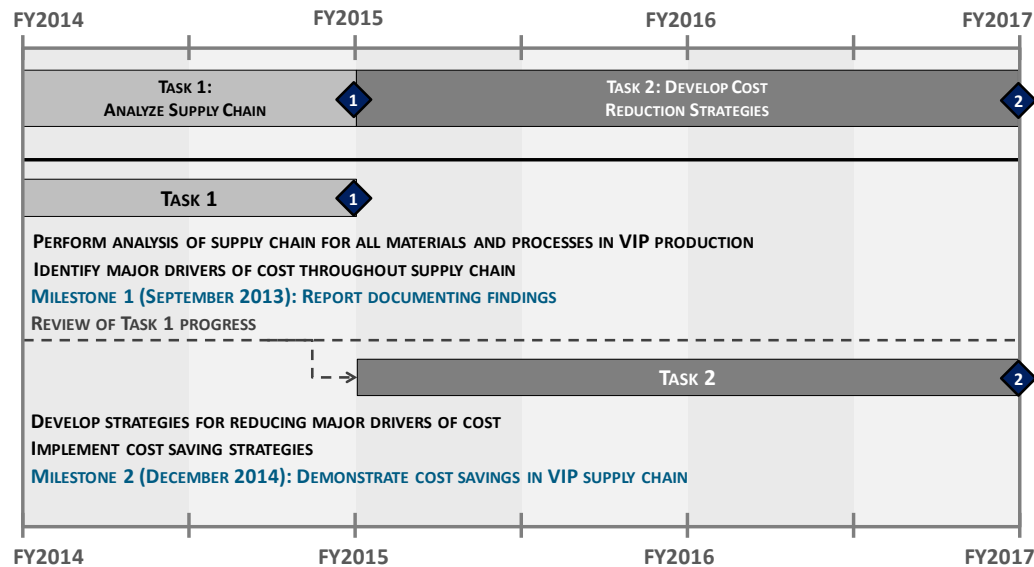 FY2014 FY2015 FY2016 FY2017
Task 1:
Analyze Supply Chain
1
Task 2: Develop Cost
Reduction Strategies
2
Task 1
1
Perform analysis of supply chain for all materials and processes in VIP production
Identify major drivers of cost throughout supply chain
Milestone 1 (September 2013): Report documenting findings
Review of Task 1 progress
Task 2
2
Develop strategies for reducing major drivers of cost
Implement cost saving strategies
Milestone 2 (December 2014): Demonstrate cost savings in VIP supply chain
FY2014 FY2015 FY2016 FY2017